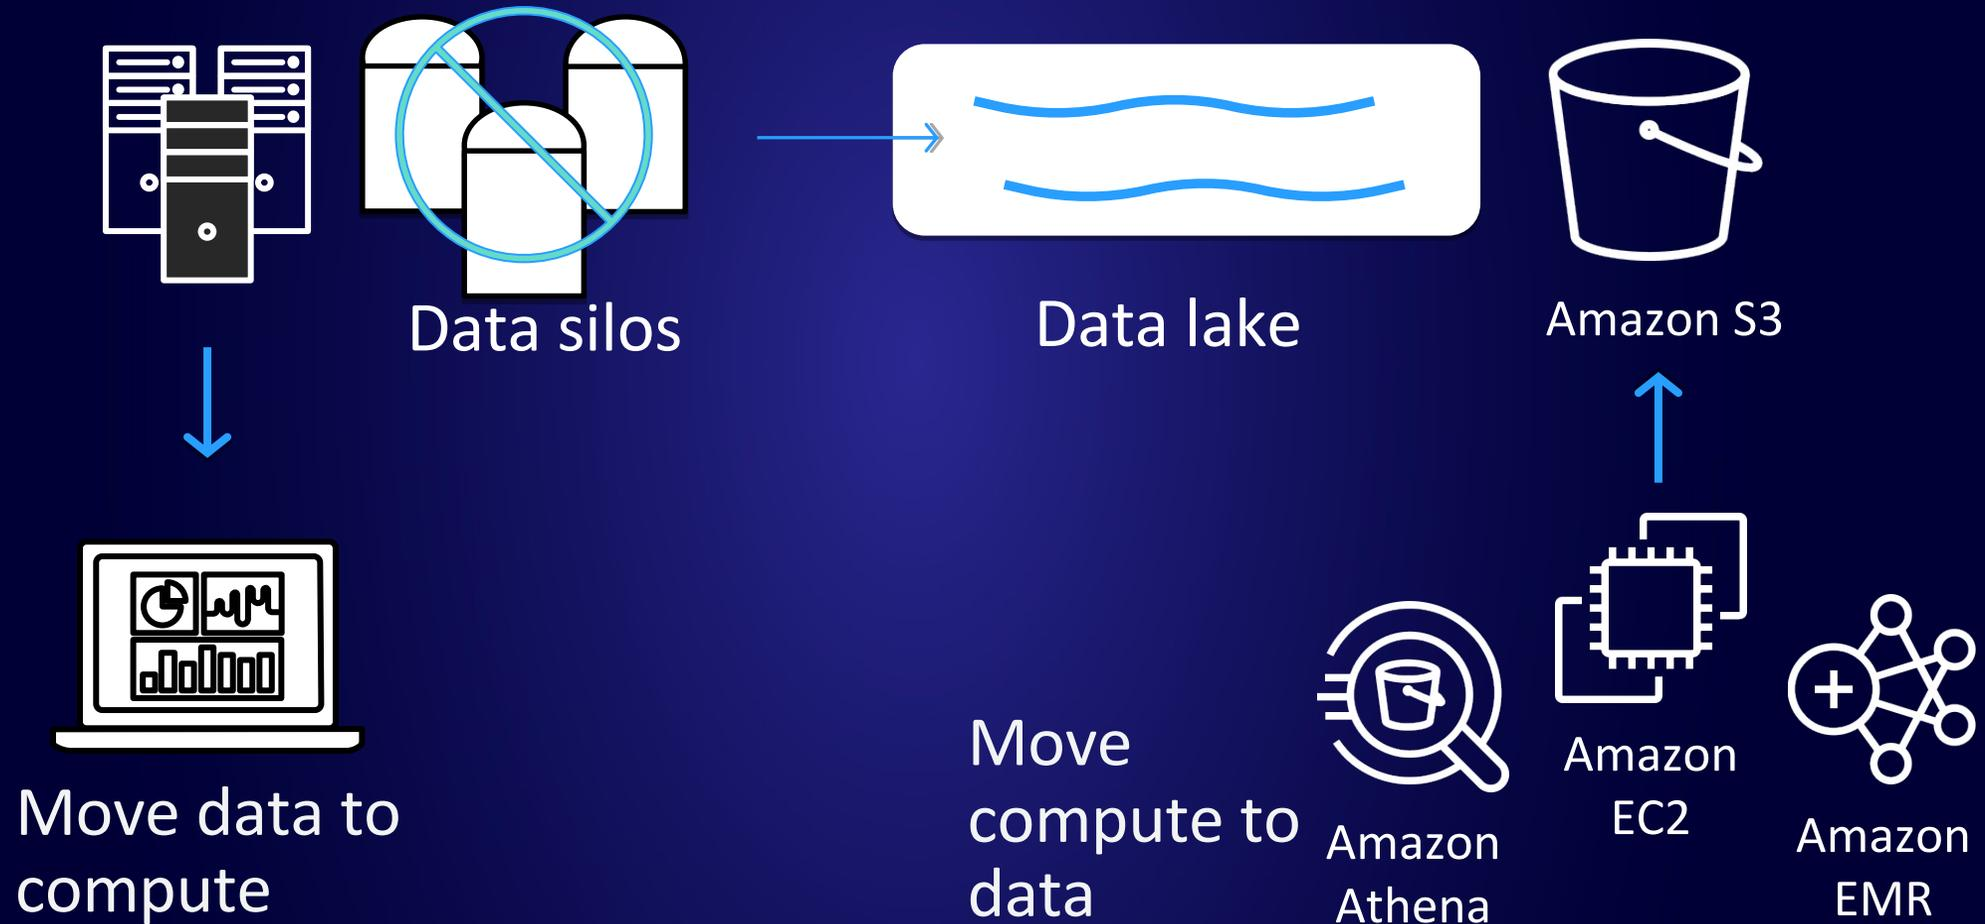 Data silos
Data lake
Amazon S3
Move data to
compute
Move
compute to
data
Amazon
Athena
Amazon
EC2
Amazon
EMR